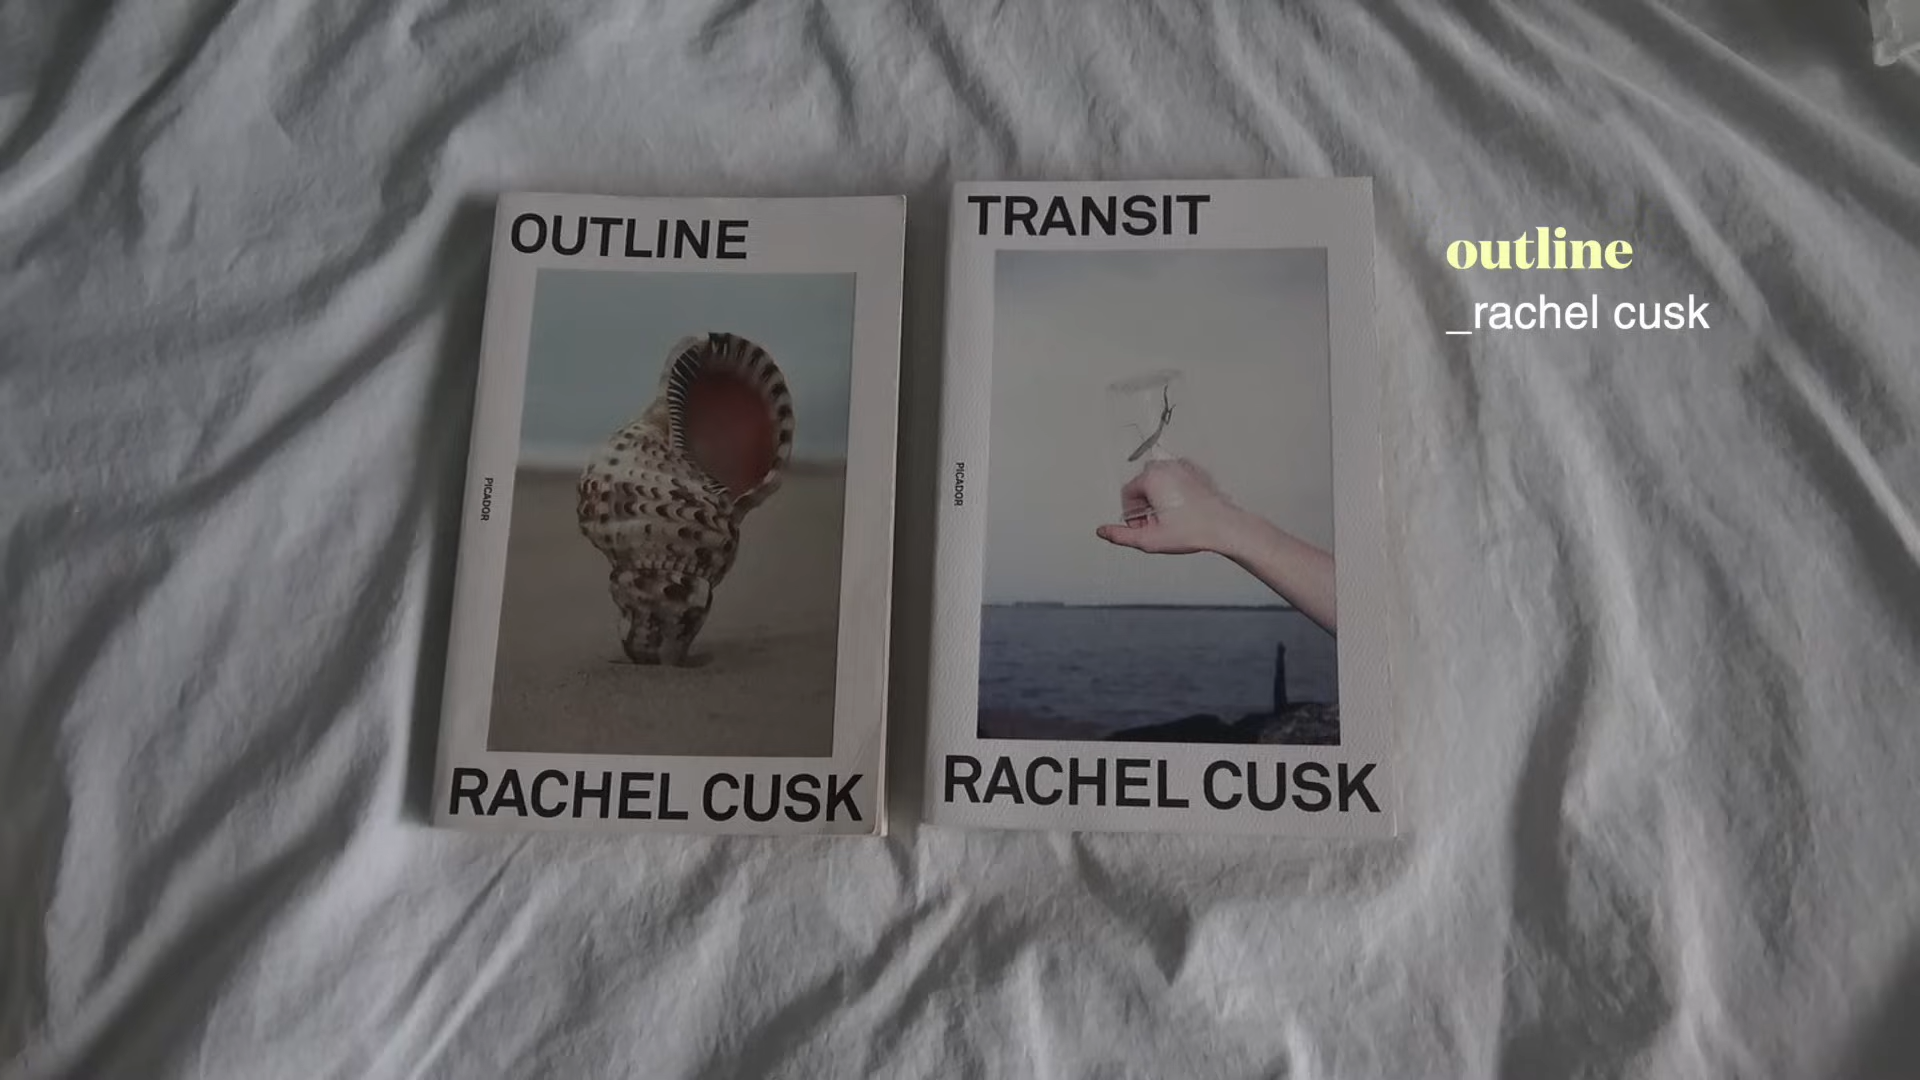 OUTLINE
PICADOR
RACHEL CUSK
TRANSIT
PICADOR
RACHEL CUSK
outline
_rachel cusk